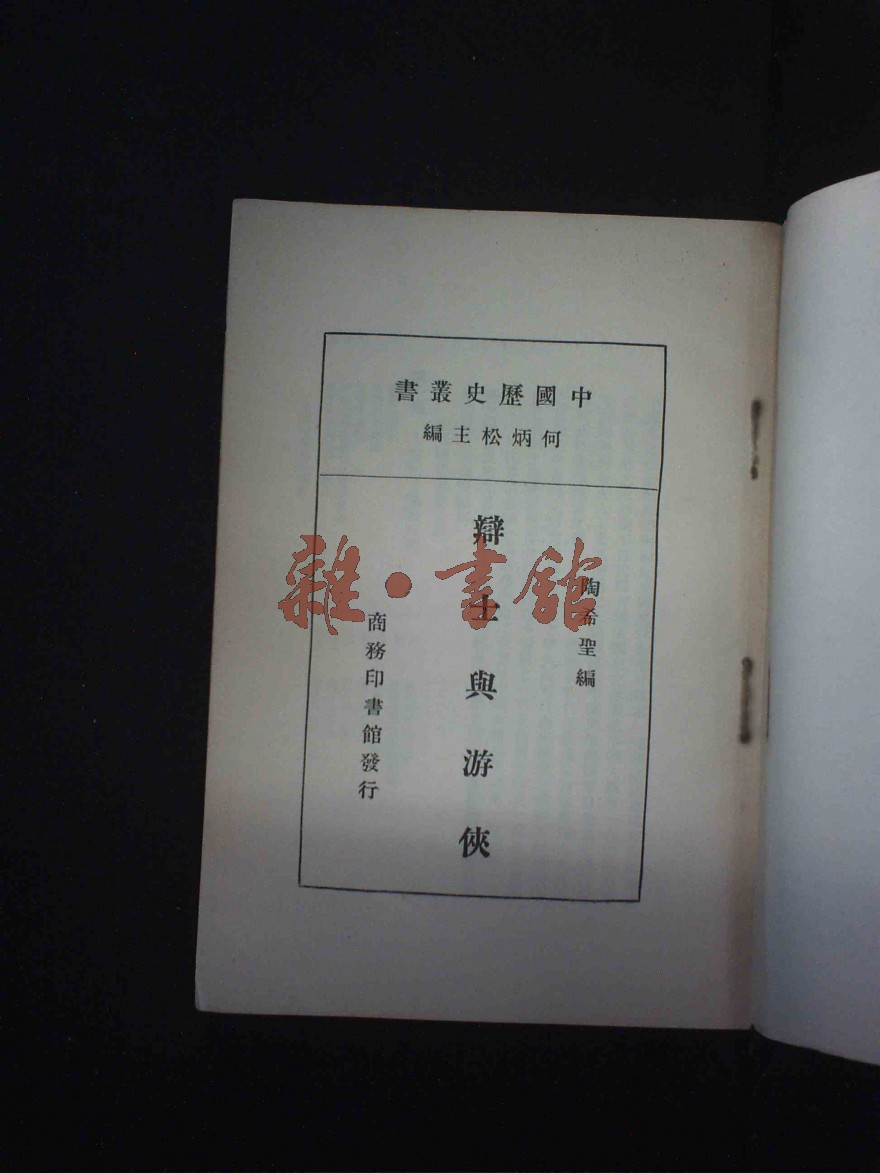 中國歷史叢書
何炳松主編
陶希聖編
辯士與游俠
商務印書館發行
雜·書館